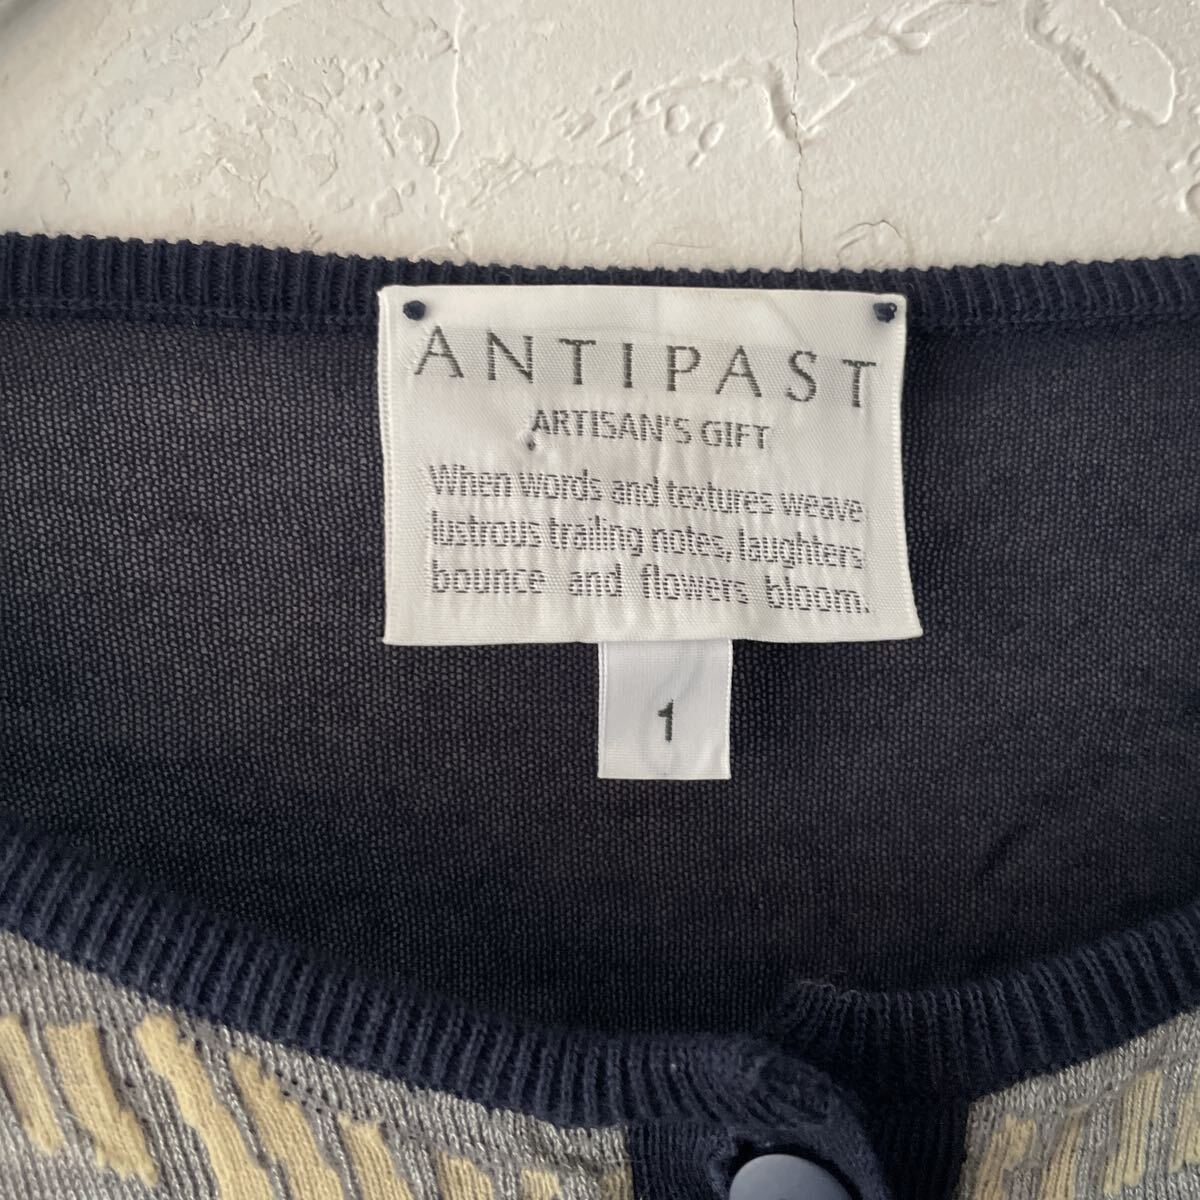 ANTIPAST
ARTISAN'S GIFT
When words and textures weave
lustrous trailing notes, laughters
bounce and flowers bloom.
1